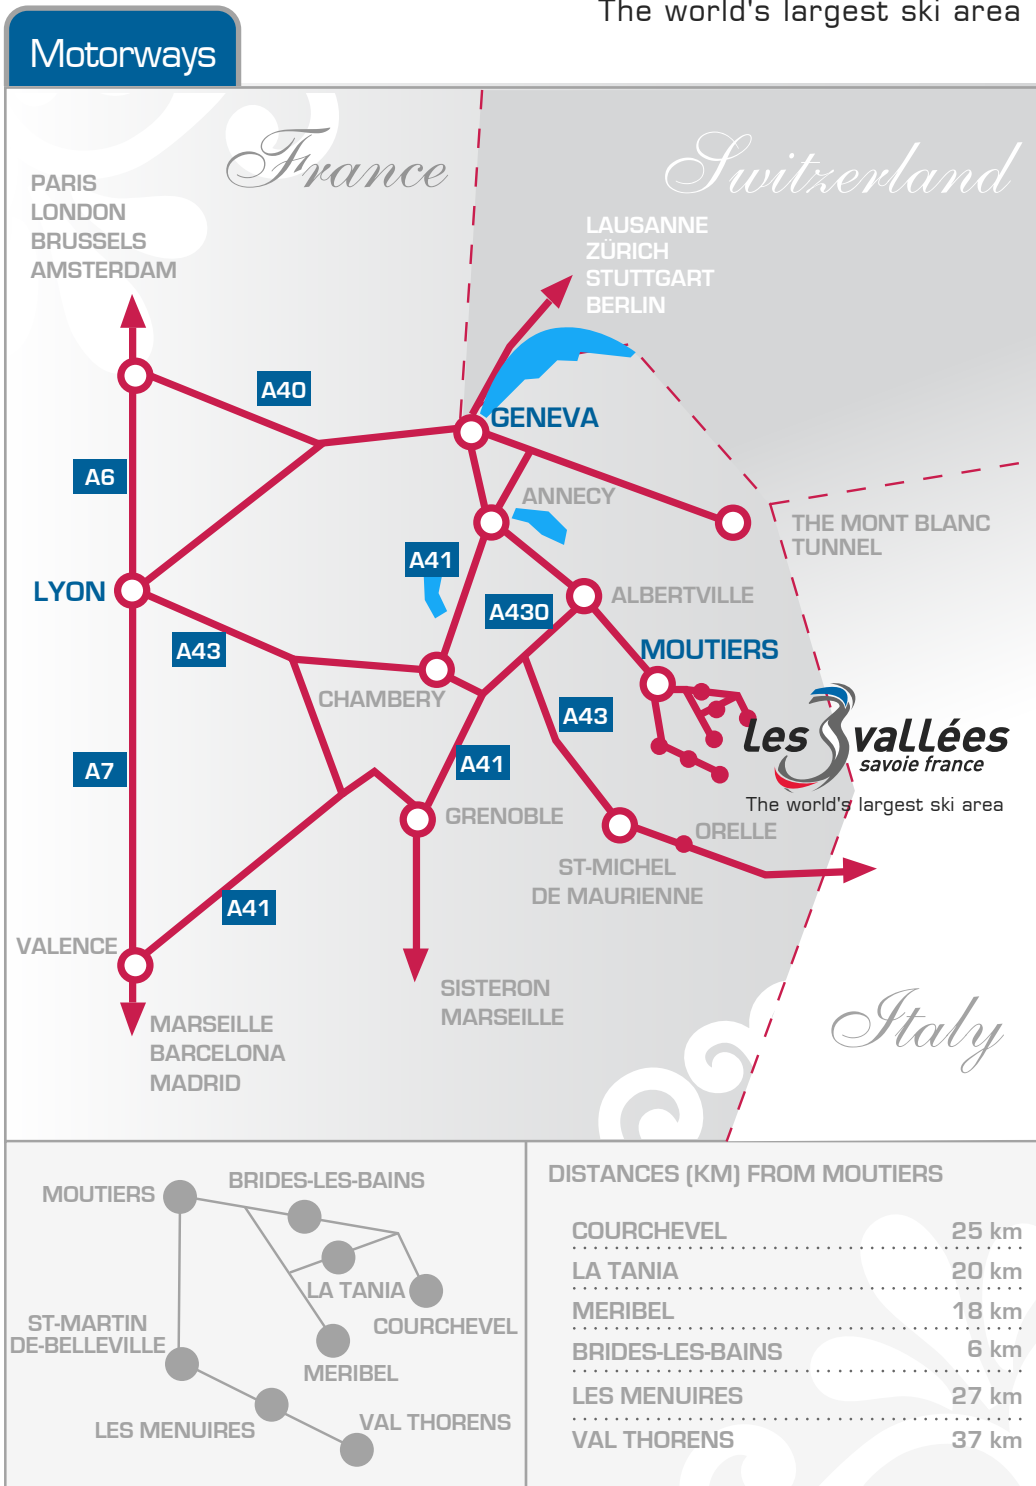 The world's largest ski area
Motorways
France
Switzerland
PARIS
LONDON
BRUSSELS
AMSTERDAM
LAUSANNE
ZÜRICH
STUTTGART
BERLIN
A40
GENEVA
A6
ANNECY
THE MONT BLANC
TUNNEL
A41
LYON
A430
ALBERTVILLE
A43
MOUTIERS
CHAMBERY
A43
Les 3 vallées
savoie france
The world's largest ski area
A7
A41
GRENOBLE
ORELLE
ST-MICHEL
DE MAURIENNE
A41
VALENCE
SISTERON
MARSEILLE
Italy
MARSEILLE
BARCELONA
MADRID
MOUTIERS
BRIDES-LES-BAINS
LA TANIA
COURCHEVEL
ST-MARTIN
DE-BELLEVILLE
MERIBEL
LES MENUIRES
VAL THORENS
DISTANCES (KM) FROM MOUTIERS
COURCHEVEL 25 km
LA TANIA 20 km
MERIBEL 18 km
BRIDES-LES-BAINS 6 km
LES MENUIRES 27 km
VAL THORENS 37 km